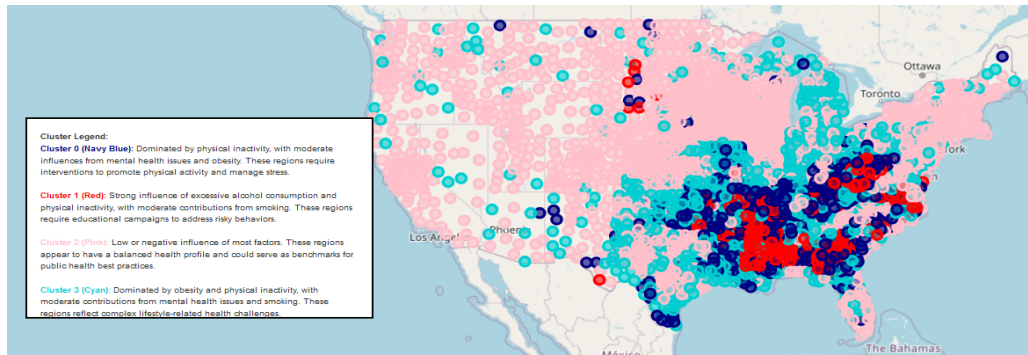 Ottawa
Toronto
Cluster Legend:
Cluster 0 (Navy Blue): Dominated by physical inactivity, with moderate
influences from mental health issues and obesity. These regions require
interventions to promote physical activity and manage stress.
Cluster 1 (Red): Strong influence of excessive alcohol consumption and
physical inactivity, with moderate contributions from smoking. These regions
require educational campaigns to address risky behaviors.
Cluster 2 (Pink): Low or negative influence of most factors. These regions
appear to have a balanced health profile and could serve as benchmarks for
public health best practices.
Cluster 3 (Cyan): Dominated by obesity and physical inactivity, with
moderate contributions from mental health issues and smoking. These
regions reflect complex lifestyle-related health challenges.
ork
Los Angel
Phoenix
México
The Bahamas